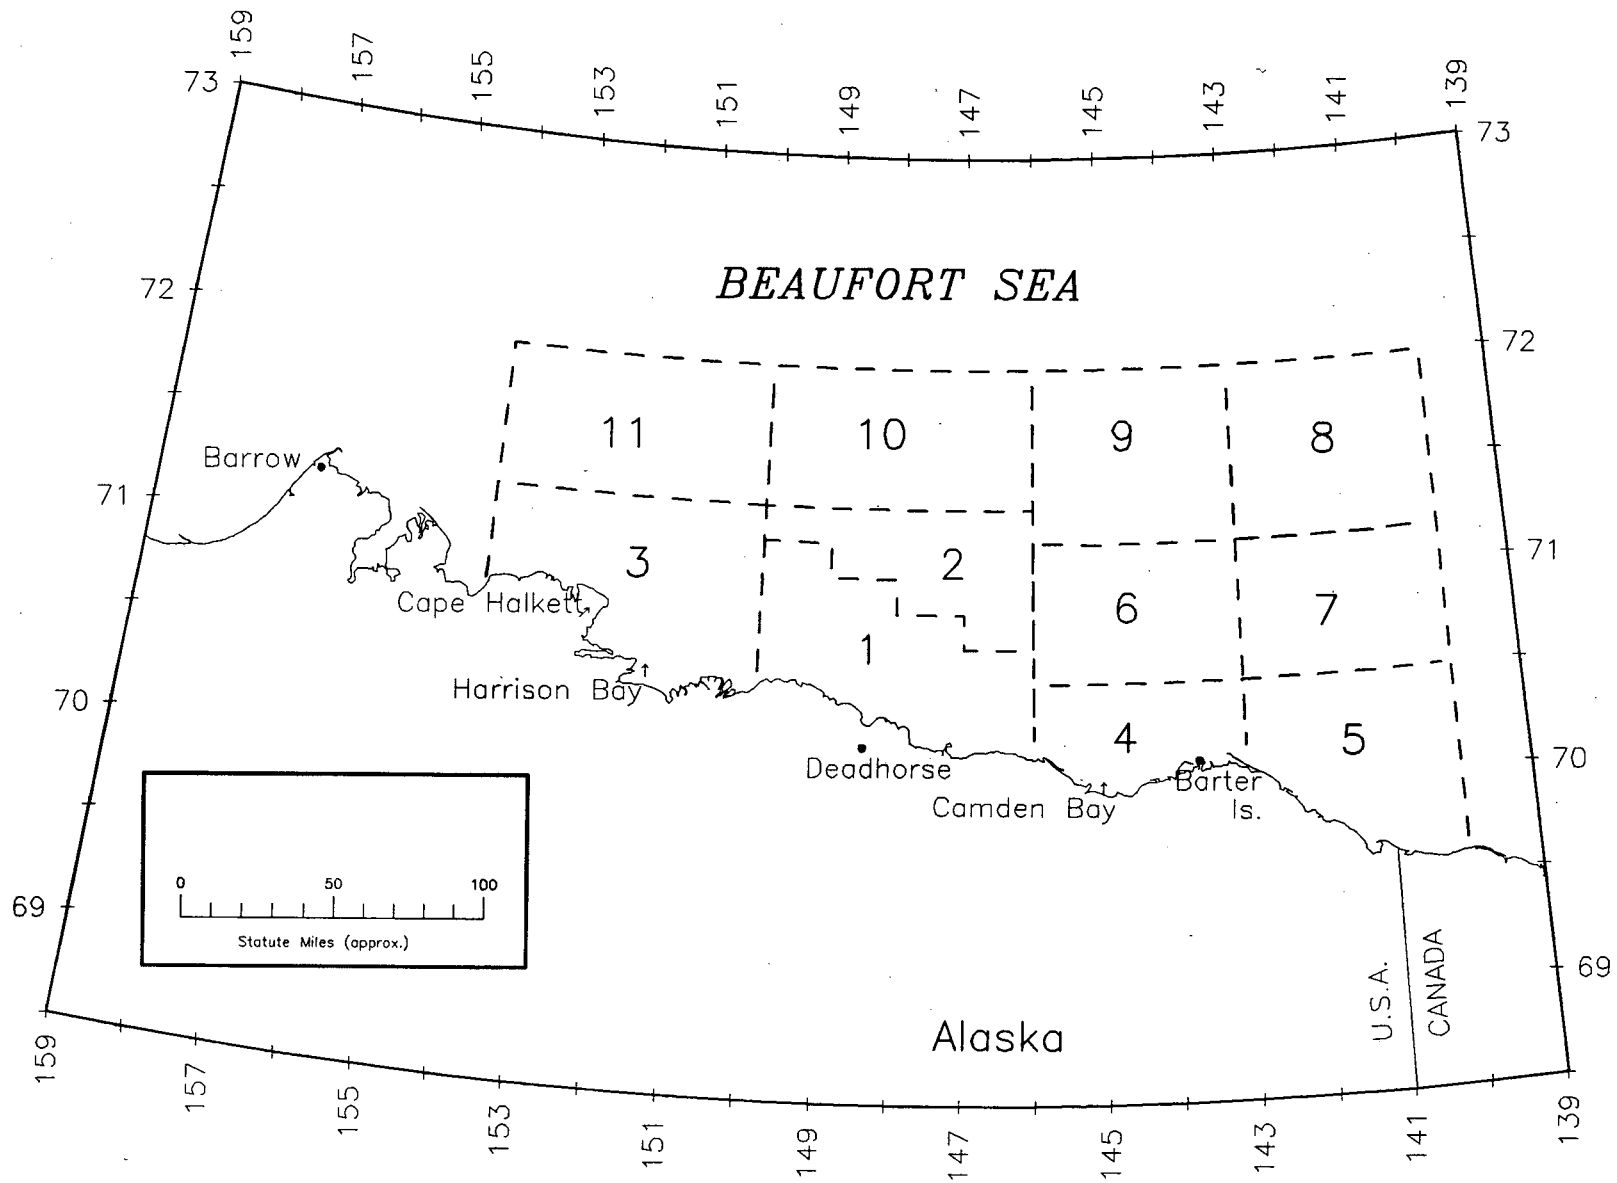 159 157 155 153 151 149 147 145 143 141 139
73 73
BEAUFORT SEA
72 72
11 10 9 8
Barrow
71 71
3 2 6 7
Cape Halkett
1
Harrison Bay
70 70
4 5
Deadhorse
Barter
Is.
Camden Bay
0 50 100
Statute Miles (approx.)
69 69
U.S.A. CANADA
Alaska
159 157 155 153 151 149 147 145 143 141 139